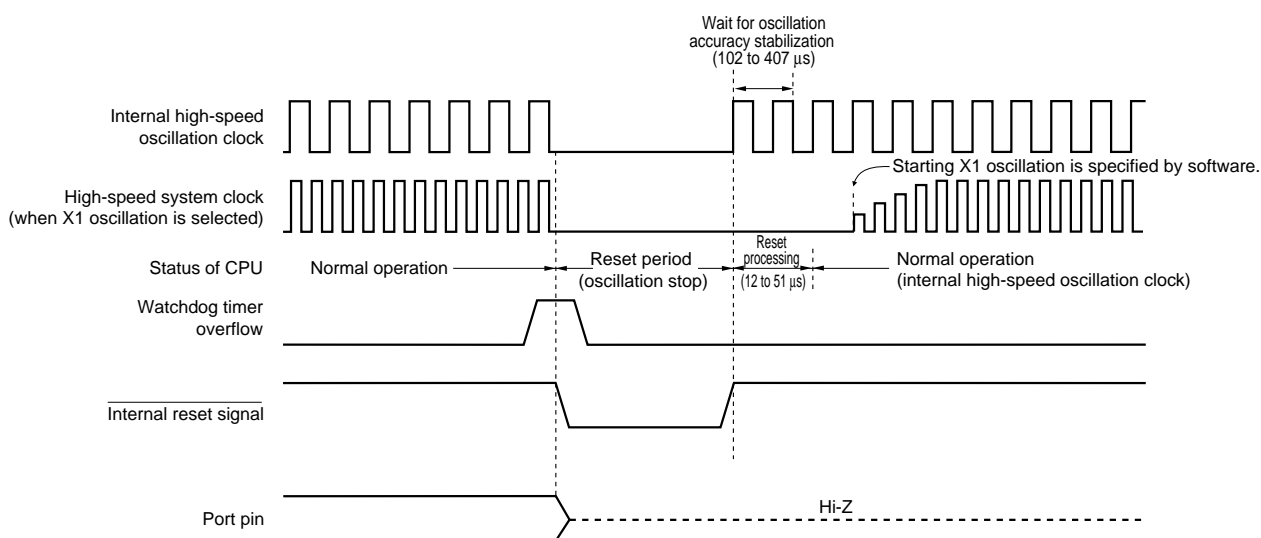 Wait for oscillation
accuracy stabilization
(102 to 407 μs)
Internal high-speed
oscillation clock
Starting X1 oscillation is specified by software.
High-speed system clock
(when X1 oscillation is selected)
Status of CPU
Normal operation
Reset period
(oscillation stop)
Reset
processing
(12 to 51 μs)
Normal operation
(internal high-speed oscillation clock)
Watchdog timer
overflow
Internal reset signal
Port pin
Hi-Z